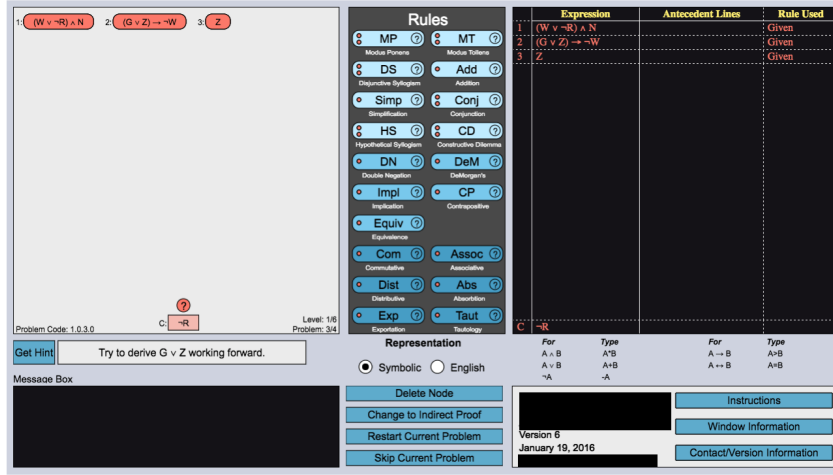 1: (W ∨ ¬R) ∧ N 2: (G ∨ Z) → ¬W 3: Z
?
C: ¬R
Level: 1/6
Problem Code: 1.0.3.0 Problem: 3/4
Get Hint Try to derive G ∨ Z working forward.
Message Box
Rules
MP ? MT ?
Modus Ponens Modus Tollens
DS ? Add ?
Disjunctive Syllogism Addition
Simp ? Conj ?
Simplification Conjunction
HS ? CD ?
Hypothetical Syllogism Constructive Dilemma
DN ? DeM ?
Double Negation DeMorgan's
Impl ? CP ?
Implication Contrapositive
Equiv ?
Equivalence
Com ? Assoc ?
Commutative Associative
Dist ? Abs ?
Distributive Absorbtion
Exp ? Taut ?
Exportation Tautology
Representation
Symbolic English
Delete Node
Change to Indirect Proof
Restart Current Problem
Skip Current Problem
Expression Antecedent Lines Rule Used
1 (W ∨ ¬R) ∧ N Given
2 (G ∨ Z) → ¬W Given
3 Z Given
C ¬R
For Type For Type
A ∧ B A*B A → B A>B
A ∨ B A+B A ↔ B A=B
¬A -A
Version 6
January 19, 2016
Instructions
Window Information
Contact/Version Information